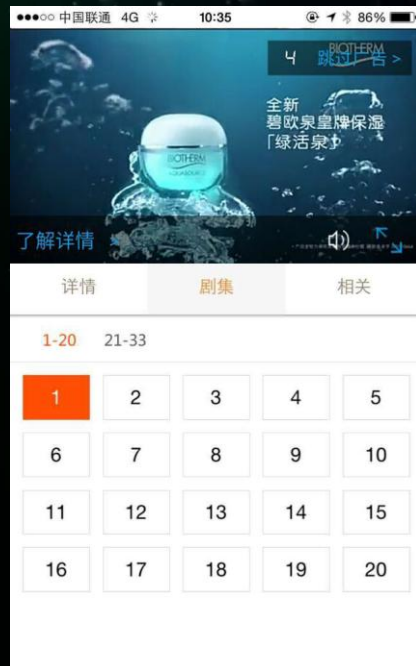 中国联通 4G 10:35 86%
BIOTHERM
4 跳过广告 >
全新
碧欧泉皇牌保湿
「绿活泉」
BIOTHERM
AQUASOURCE
了解详情 >
详情 剧集 相关
1-20 21-33
1 2 3 4 5
6 7 8 9 10
11 12 13 14 15
16 17 18 19 20